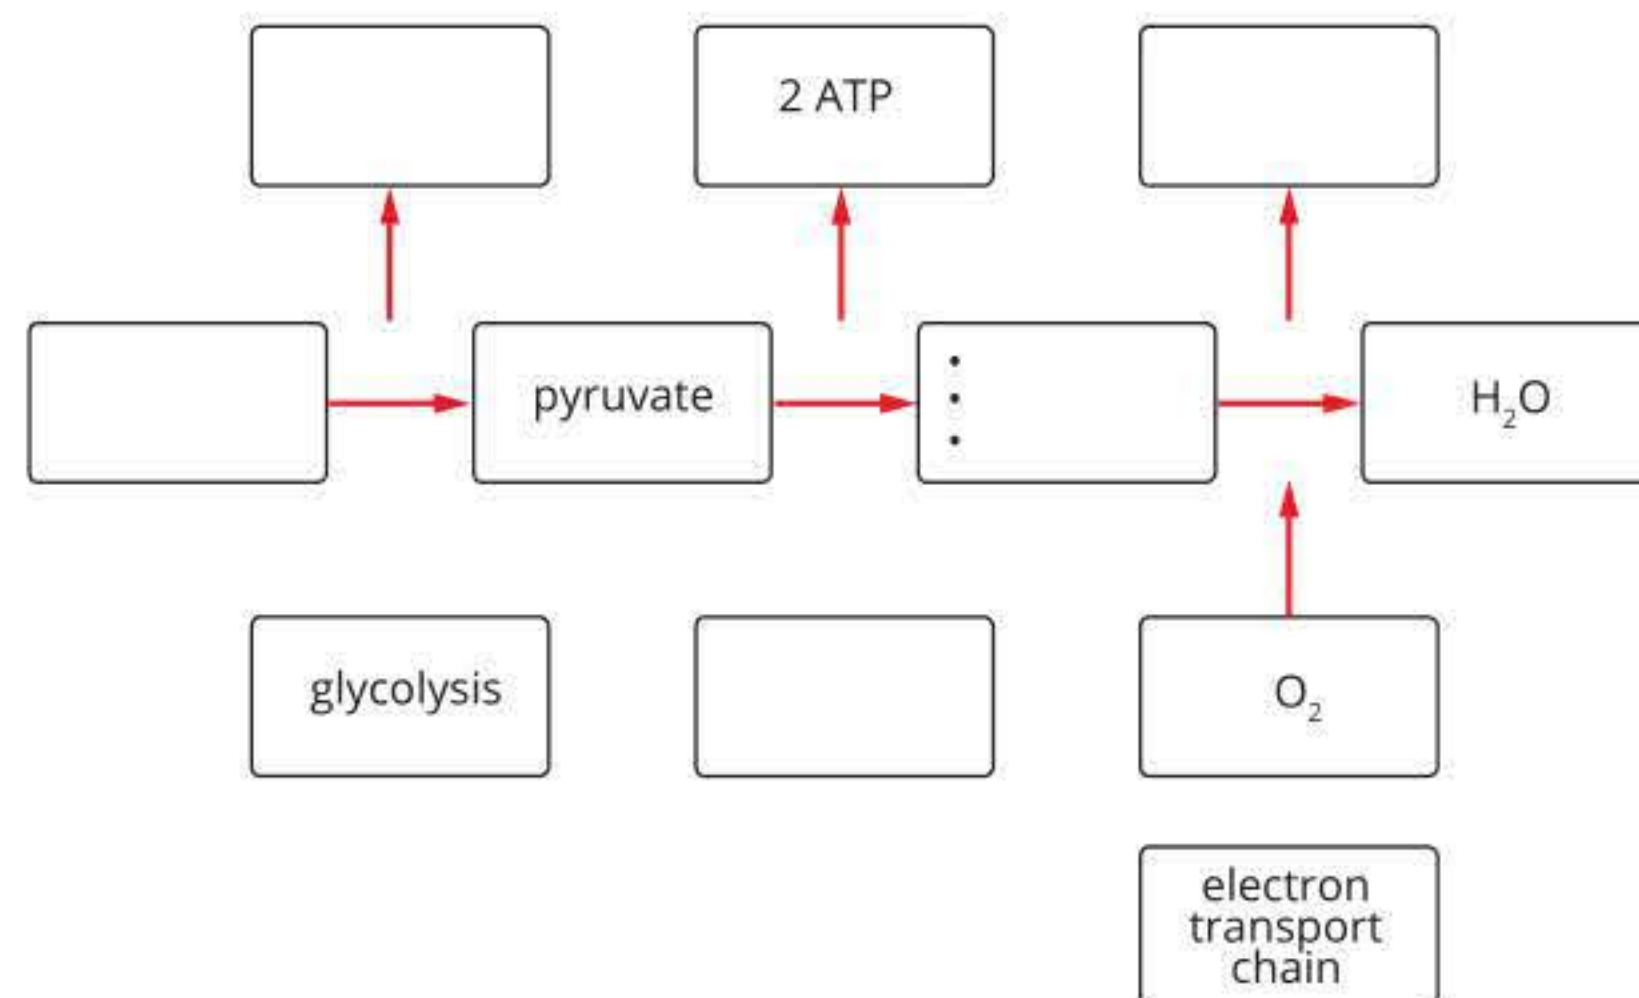 2 ATP
pyruvate
•
•
•
H₂O
glycolysis
O₂
electron
transport
chain